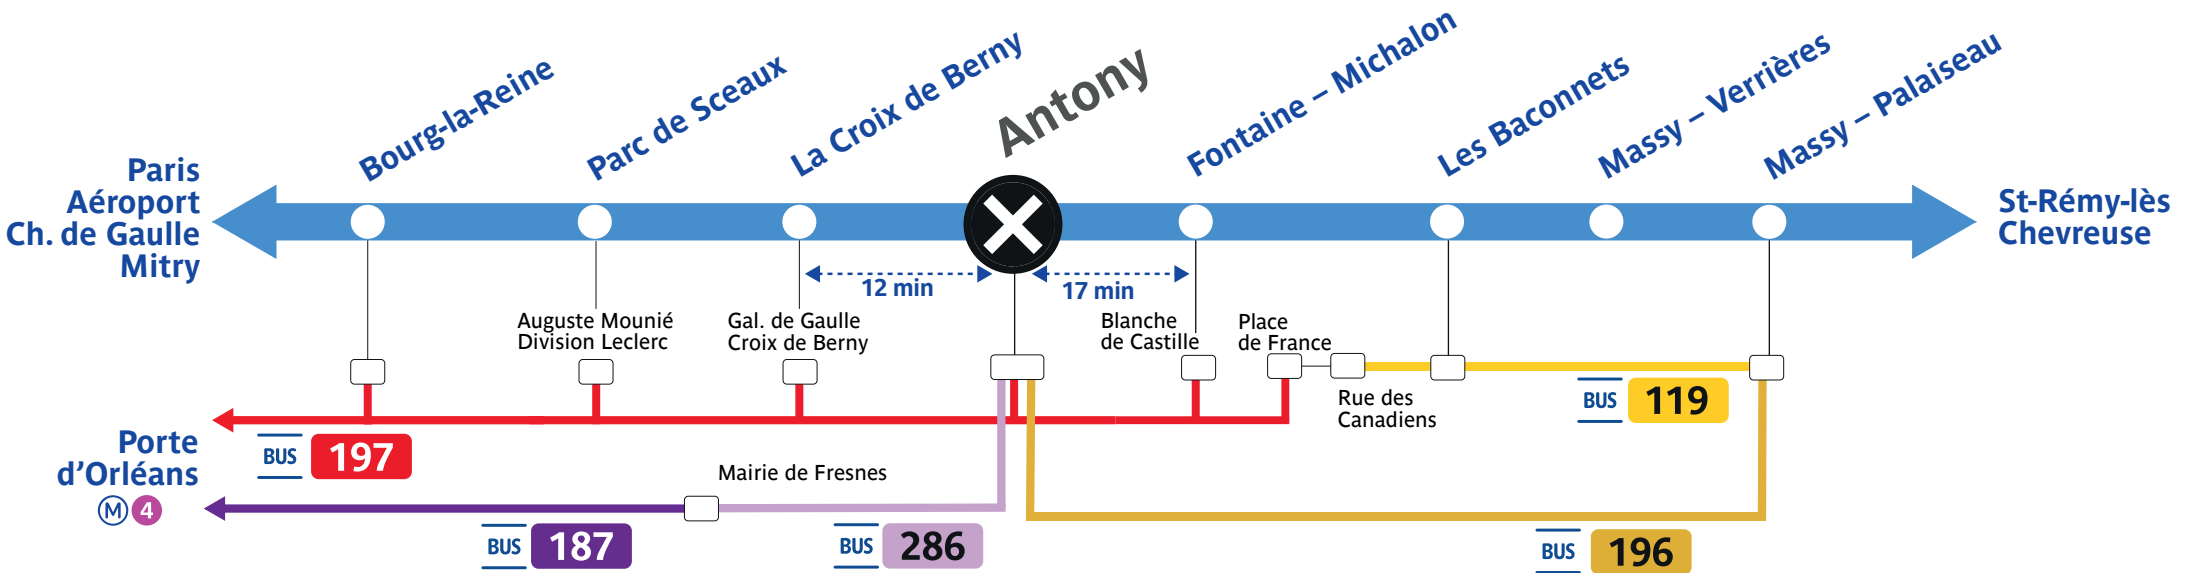 Bourg-la-Reine
Parc de Sceaux
La Croix de Berny
Antony
Fontaine – Michalon
Les Baconnets
Massy – Verrières
Massy – Palaiseau
Paris
Aéroport
Ch. de Gaulle
Mitry
St-Rémy-lès
Chevreuse
12 min
17 min
Auguste Mounié
Division Leclerc
Gal. de Gaulle
Croix de Berny
Blanche
de Castille
Place
de France
Rue des
Canadiens
BUS 119
Porte
d'Orléans
M 4
BUS 197
Mairie de Fresnes
BUS 187
BUS 286
BUS 196